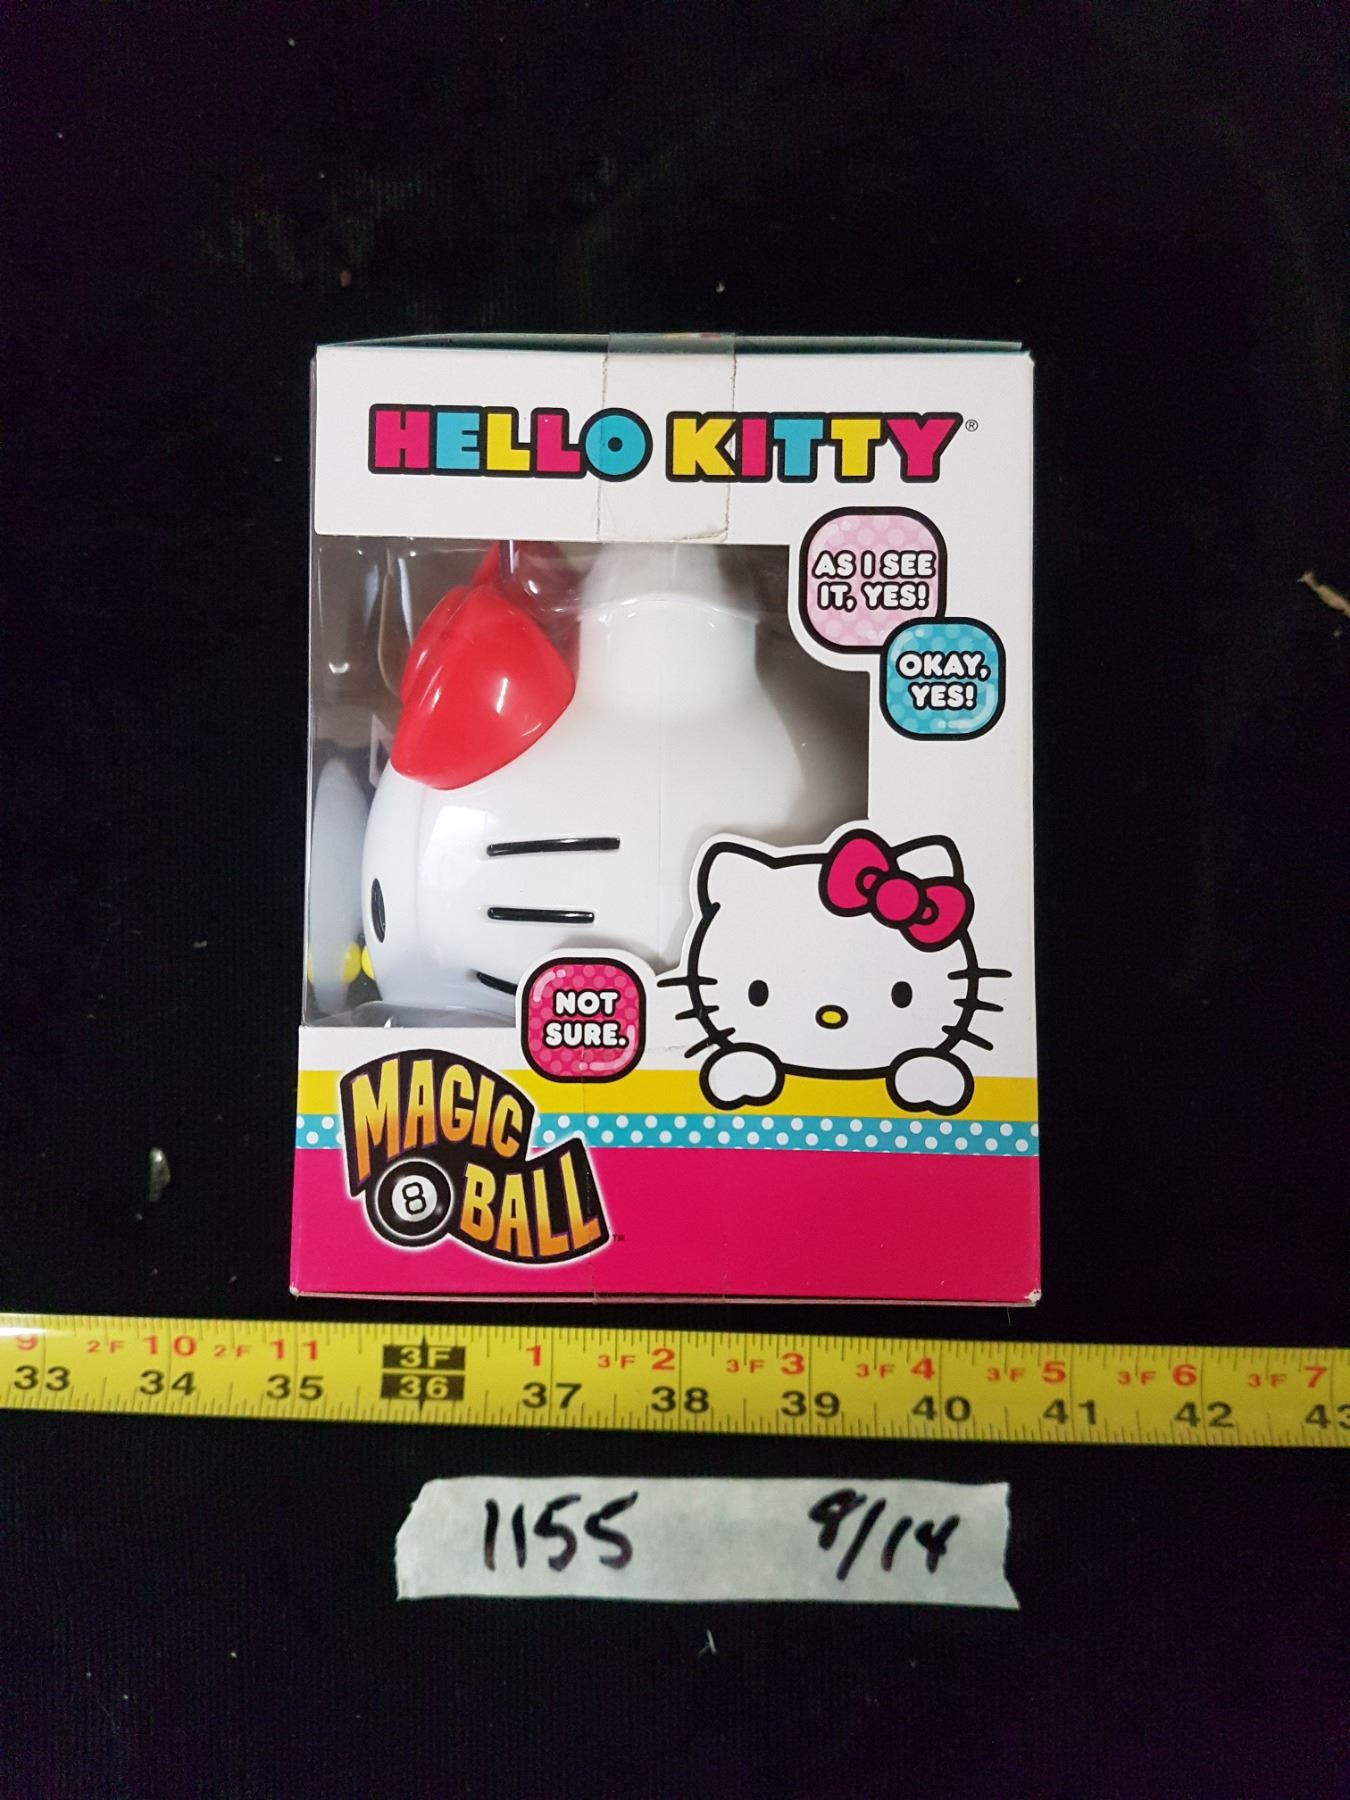 HELLO KITTY®
AS I SEE
IT, YES!
OKAY,
YES!
NOT
SURE.
MAGIC
8 BALL™
9 2F 10 2F 11 3F 1 3F 2 3F 3 3F 4 3F 5 3F 6 3F 7
33 34 35 36 37 38 39 40 41 42 43
1155 9/14